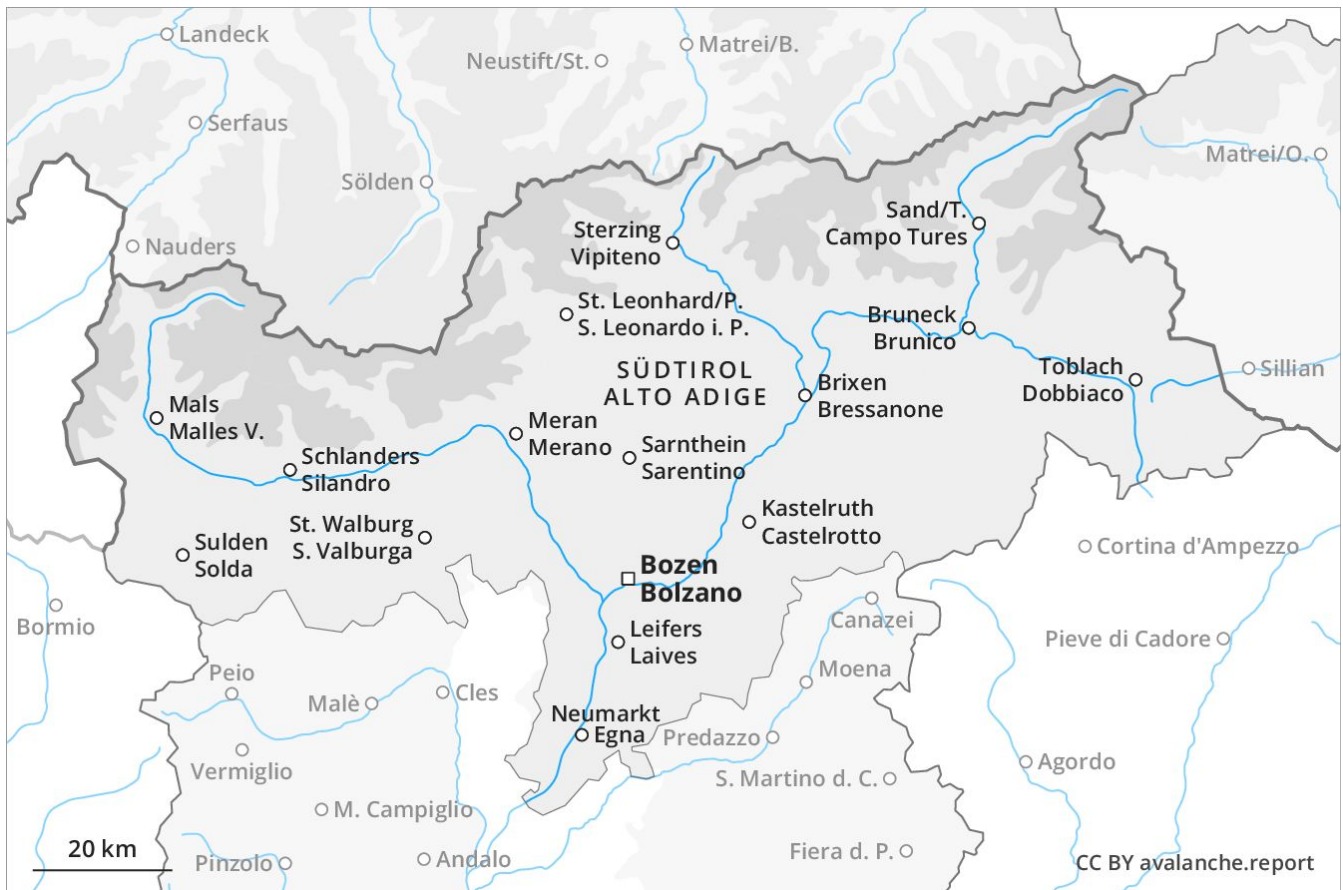 Landeck
Neustift/St.
Matrei/B.
Serfaus
Matrei/O.
Sölden
Nauders
Sterzing
Vipiteno
Sand/T.
Campo Tures
St. Leonhard/P.
S. Leonardo i. P.
Bruneck
Brunico
SÜDTIROL
ALTO ADIGE
Toblach
Dobbiaco
Sillian
Brixen
Bressanone
Mals
Malles V.
Meran
Merano
Sarnthein
Sarentino
Schlanders
Silandro
St. Walburg
S. Valburga
Kastelruth
Castelrotto
Sulden
Solda
Cortina d'Ampezzo
Bozen
Bolzano
Bormio
Canazei
Leifers
Laives
Pieve di Cadore
Peio
Moena
Malè
Cles
Neumarkt
Egna
Predazzo
Vermiglio
Agordo
S. Martino d. C.
M. Campiglio
20 km
Pinzolo
Andalo
Fiera d. P.
CC BY avalanche.report